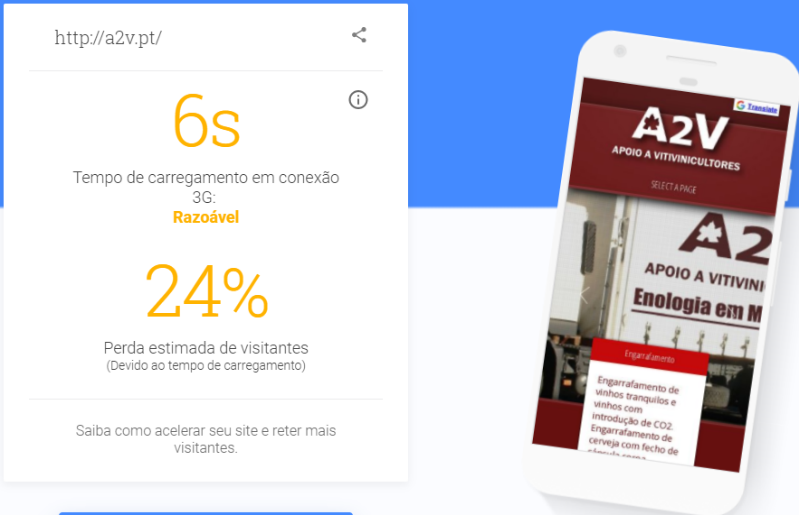 http://a2v.pt/
6s
Tempo de carregamento em conexão
3G:
Razoável
24%
Perda estimada de visitantes
(Devido ao tempo de carregamento)
Saiba como acelerar seu site e reter mais
visitantes.
G Translate
A2V
APOIO A VITIVINICULTORES
SELECT A PAGE
A2
APOIO A VITIVIN
Enologia em M
Engarrafamento
Engarrafamento de
vinhos tranquilos e
vinhos com
introdução de CO2.
Engarrafamento de
cerveja com fecho de